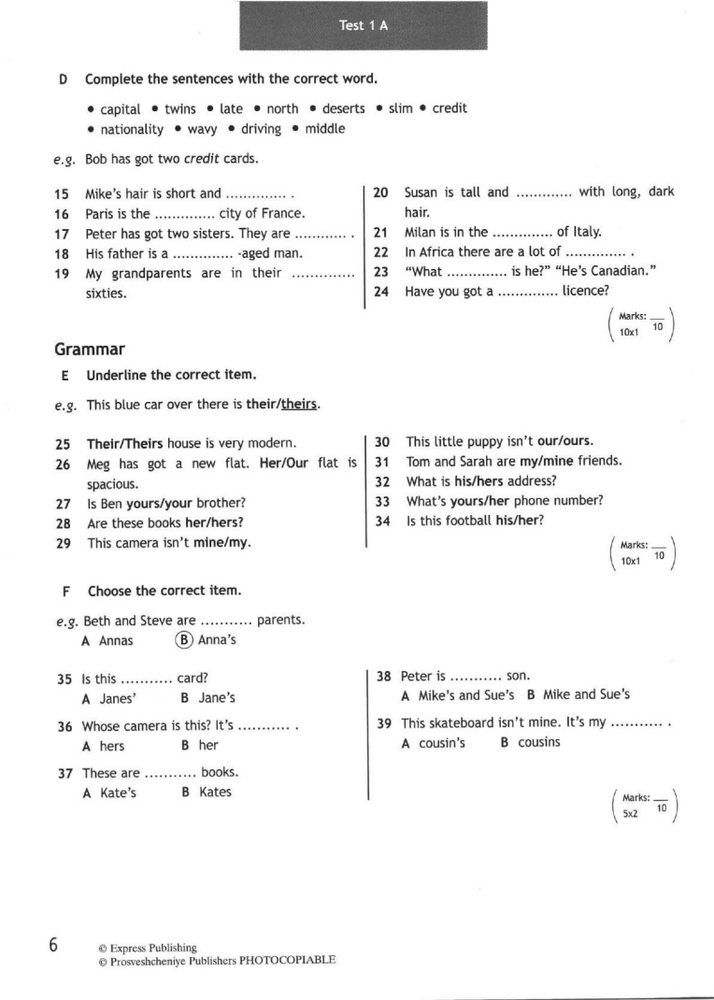 Test 1 A
D Complete the sentences with the correct word.
• capital • twins • late • north • deserts • slim • credit
• nationality • wavy • driving • middle
e.g. Bob has got two credit cards.
15 Mike's hair is short and .............. .
16 Paris is the .............. city of France.
17 Peter has got two sisters. They are ............ .
18 His father is a .............. -aged man.
19 My grandparents are in their ..............
sixties.
20 Susan is tall and ............. with long, dark
hair.
21 Milan is in the .............. of Italy.
22 In Africa there are a lot of .............. .
23 “What .............. is he?” “He's Canadian.”
24 Have you got a .............. licence?
Marks: __
10x1 10
Grammar
E Underline the correct item.
e.g. This blue car over there is their/theirs.
25 Their/Theirs house is very modern.
26 Meg has got a new flat. Her/Our flat is
spacious.
27 Is Ben yours/your brother?
28 Are these books her/hers?
29 This camera isn't mine/my.
30 This little puppy isn't our/ours.
31 Tom and Sarah are my/mine friends.
32 What is his/hers address?
33 What's yours/her phone number?
34 Is this football his/her?
Marks: __
10x1 10
F Choose the correct item.
e.g. Beth and Steve are ........... parents.
A Annas B Anna's
35 Is this ........... card?
A Janes' B Jane's
36 Whose camera is this? It's ........... .
A hers B her
37 These are ........... books.
A Kate's B Kates
38 Peter is ........... son.
A Mike's and Sue's B Mike and Sue's
39 This skateboard isn't mine. It's my ........... .
A cousin's B cousins
Marks: __
5x2 10
6
© Express Publishing
© Prosveshcheniye Publishers PHOTOCOPIABLE